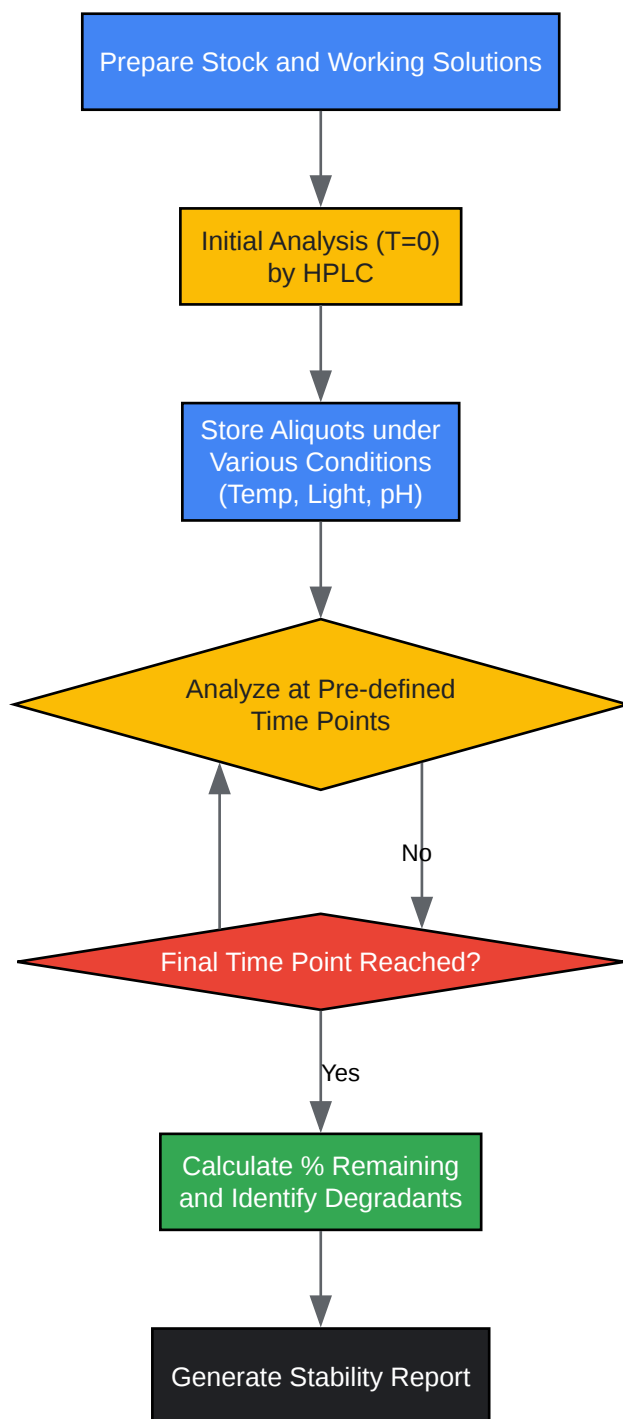 Prepare Stock and Working Solutions
Initial Analysis (T=0)
by HPLC
Store Aliquots under
Various Conditions
(Temp, Light, pH)
Analyze at Pre-defined
Time Points
No
Final Time Point Reached?
Yes
Calculate % Remaining
and Identify Degradants
Generate Stability Report